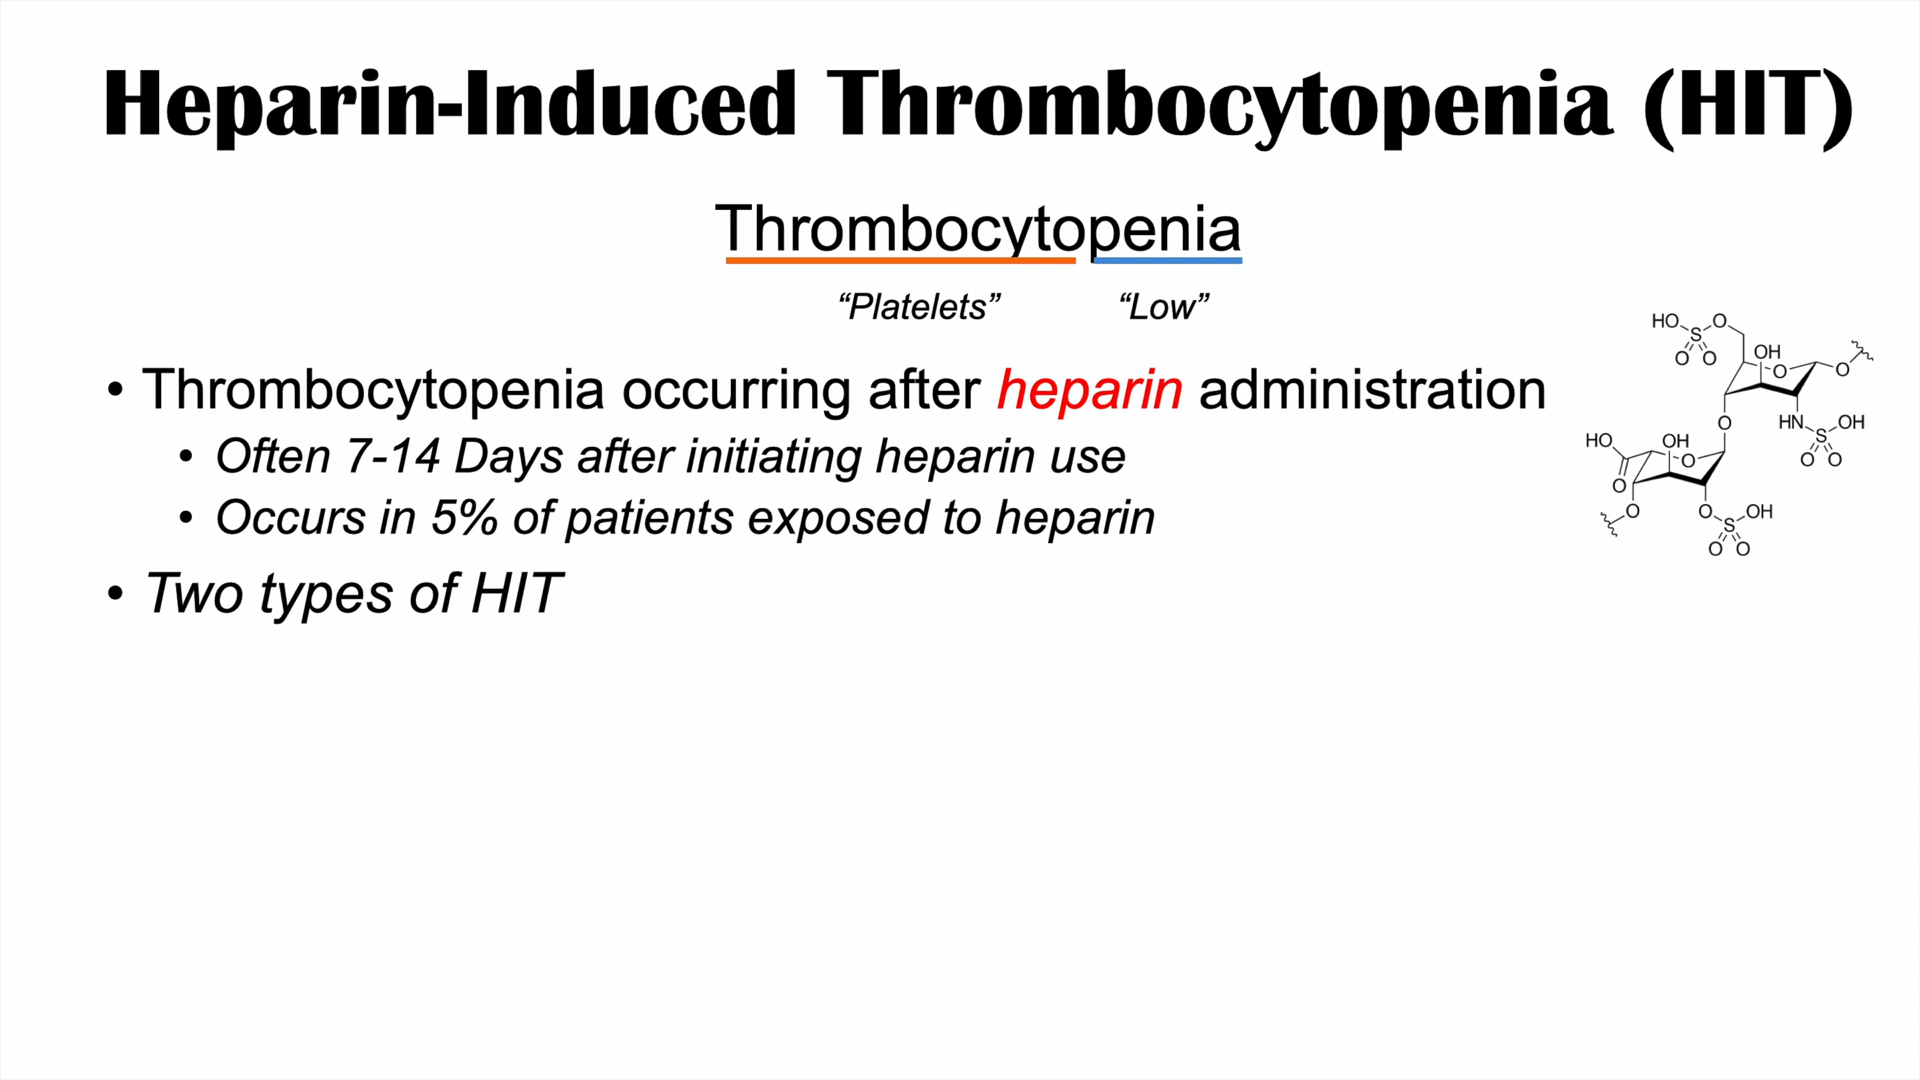 Heparin-Induced Thrombocytopenia (HIT)
Thrombocytopenia
“Platelets” “Low”
• Thrombocytopenia occurring after heparin administration
• Often 7-14 Days after initiating heparin use
• Occurs in 5% of patients exposed to heparin
• Two types of HIT
HO S O
O O OH
O O
O HN S OH
HO OH O O
O O
O O S OH
O O